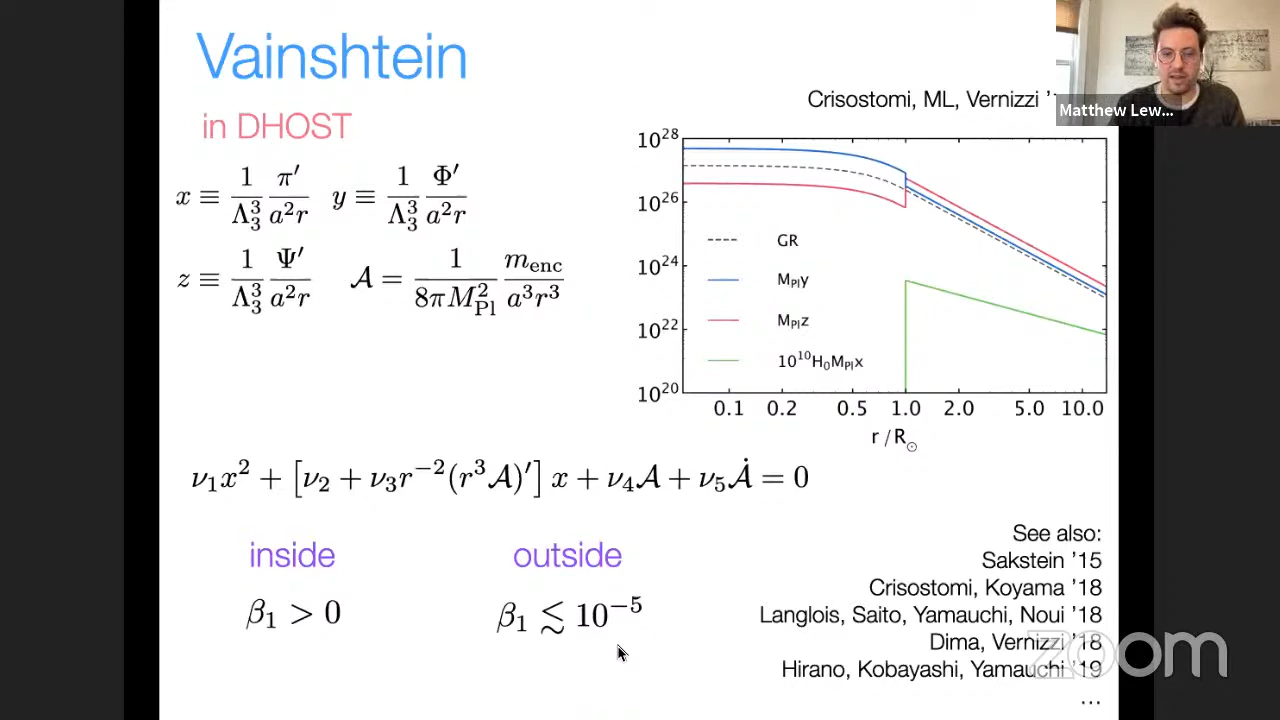 Vainshtein
in DHOST
Crisostomi, ML, Vernizzi '
Matthew Lew...
x ≡ 1/Λ₃³ π′/a²r y ≡ 1/Λ₃³ Φ′/a²r
z ≡ 1/Λ₃³ Ψ′/a²r 𝒜 = 1/8πM²_Pl m_enc/a³r³
10²⁸
10²⁶
10²⁴
10²²
10²⁰
GR
M_Pl y
M_Pl z
10¹⁰H₀M_Pl x
0.1 0.2 0.5 1.0 2.0 5.0 10.0
r /R⊙
ν₁x² + [ν₂ + ν₃r⁻²(r³𝒜)′] x + ν₄𝒜 + ν₅𝒜̇ = 0
inside outside
β₁ > 0 β₁ ≲ 10⁻⁵
See also:
Sakstein '15
Crisostomi, Koyama '18
Langlois, Saito, Yamauchi, Noui '18
Dima, Vernizzi '18
Hirano, Kobayashi, Yamauchi '19
...
zoom